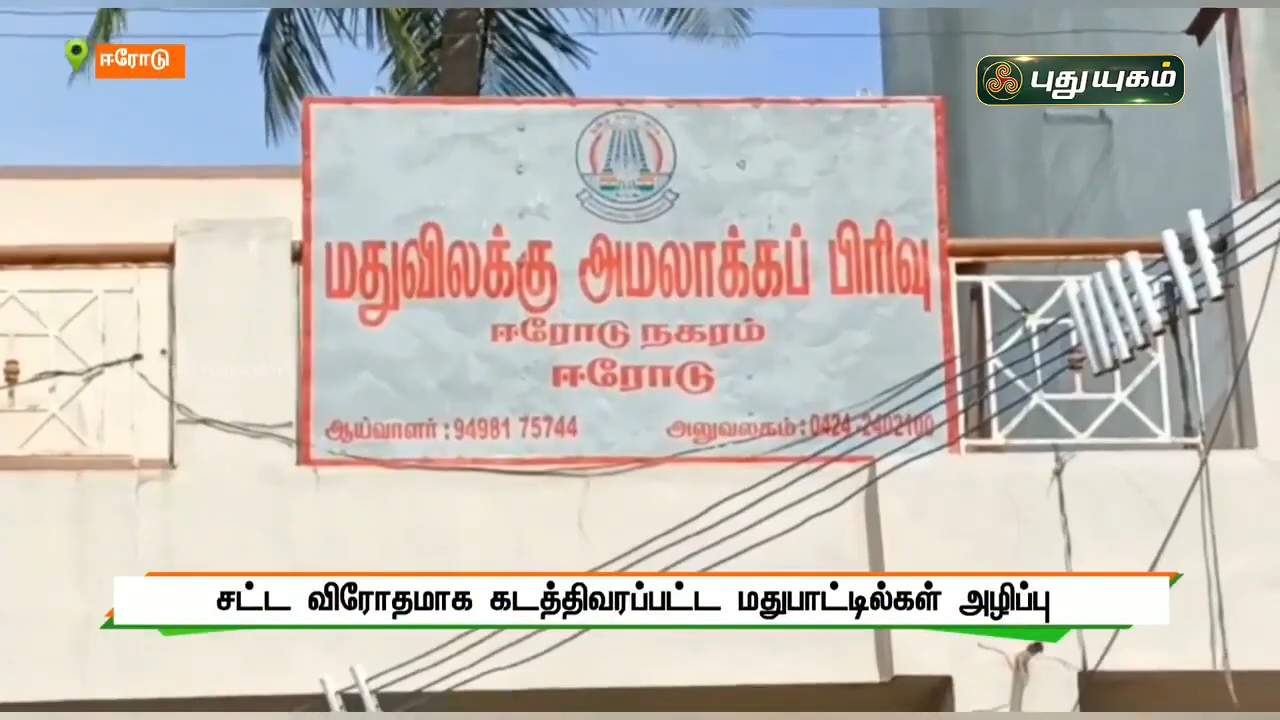 ஈரோடு
புதுயுகம்
மதுவிலக்கு அமலாக்கப் பிரிவு
ஈரோடு நகரம்
ஈரோடு
ஆய்வாளர் : 94981 75744
அலுவலகம் : 0424 2402100
சட்ட விரோதமாக கடத்திவரப்பட்ட மதுபாட்டில்கள் அழிப்பு